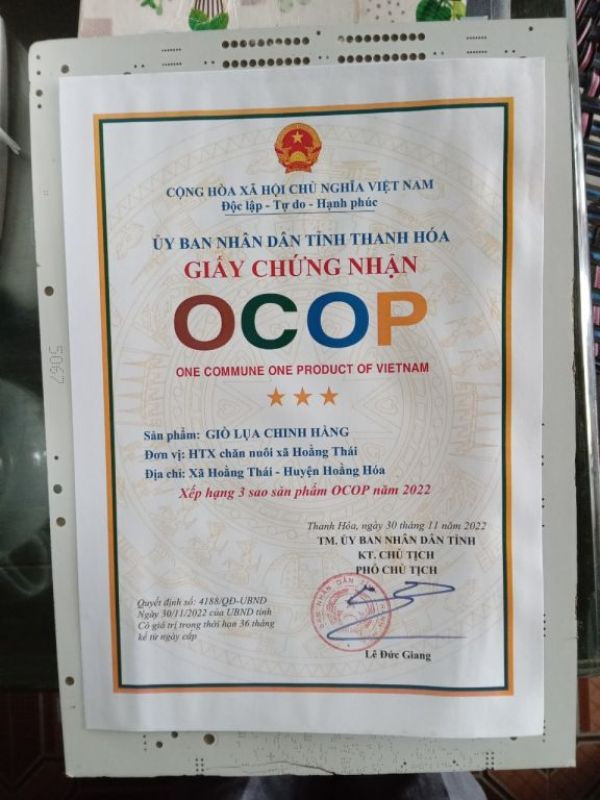 CỘNG HÒA XÃ HỘI CHỦ NGHĨA VIỆT NAM
Độc lập - Tự do - Hạnh phúc
ỦY BAN NHÂN DÂN TỈNH THANH HÓA
GIẤY CHỨNG NHẬN
OCOP
ONE COMMUNE ONE PRODUCT OF VIETNAM
Sản phẩm: GIÒ LỤA CHINH HẰNG
Đơn vị: HTX chăn nuôi xã Hoằng Thái
Địa chỉ: Xã Hoằng Thái - Huyện Hoằng Hóa
Xếp hạng 3 sao sản phẩm OCOP năm 2022
Thanh Hóa, ngày 30 tháng 11 năm 2022
TM. ỦY BAN NHÂN DÂN TỈNH
KT. CHỦ TỊCH
PHÓ CHỦ TỊCH
Quyết định số: 4188/QĐ-UBND
Ngày 30/11/2022 của UBND tỉnh
Có giá trị trong thời hạn 36 tháng
kể từ ngày cấp
Lê Đức Giang
5067